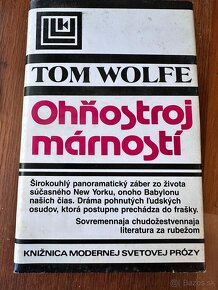 TOM WOLFE
Ohňostroj
márností
Širokouhlý panoramatický záber zo života
súčasného New Yorku, onoho Babylonu
našich čias. Dráma pohnutých ľudských
osudov, ktorá postupne prechádza do frašky.
Sovremennaja chudožestvennaja
literatura za rubežom
KNIŽNICA MODERNEJ SVETOVEJ PRÓZY